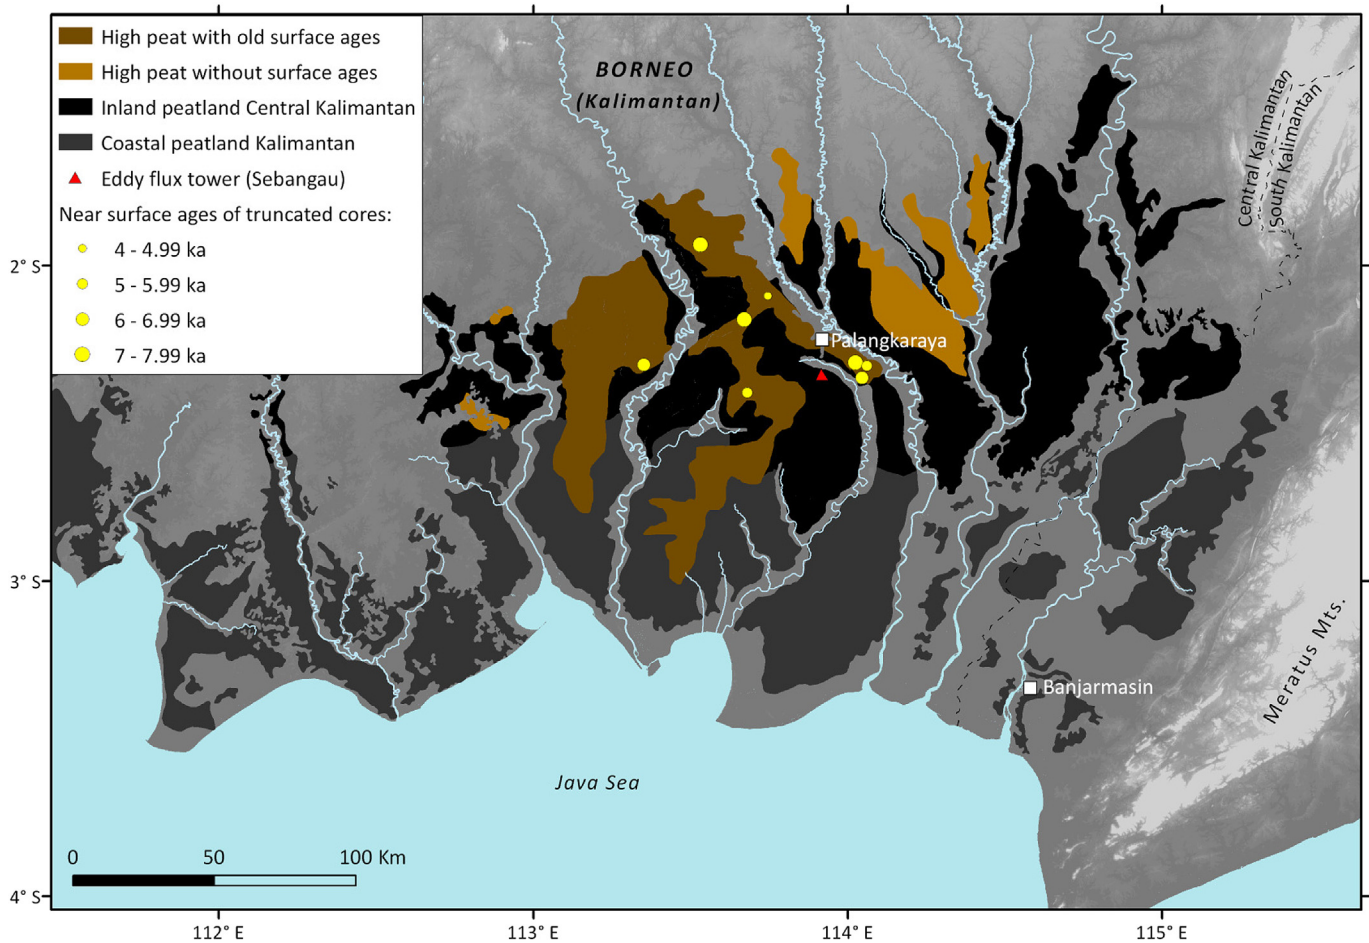 High peat with old surface ages
High peat without surface ages
Inland peatland Central Kalimantan
Coastal peatland Kalimantan
Eddy flux tower (Sebangau)
Near surface ages of truncated cores:
4 - 4.99 ka
5 - 5.99 ka
6 - 6.99 ka
7 - 7.99 ka
BORNEO
(Kalimantan)
Central Kalimantan
South Kalimantan
2° S
Palangkaraya
3° S
Meratus Mts.
Banjarmasin
Java Sea
0 50 100 Km
4° S
112° E 113° E 114° E 115° E